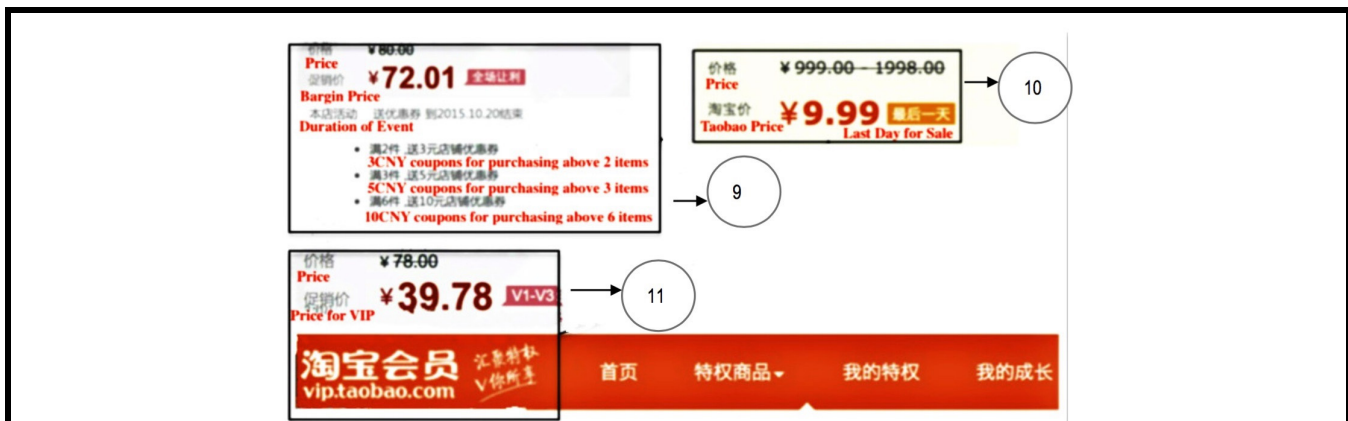 价格 ¥80.00
Price
促销价 ¥72.01 全场让利
Bargin Price
本店活动 送优惠券 到2015.10.20结束
Duration of Event
• 满2件 ,送3元店铺优惠券
3CNY coupons for purchasing above 2 items
• 满3件 ,送5元店铺优惠券
5CNY coupons for purchasing above 3 items
• 满6件 ,送10元店铺优惠券
10CNY coupons for purchasing above 6 items
9
价格 ¥999.00 - 1998.00
Price
淘宝价 ¥9.99 最后一天
Taobao Price Last Day for Sale
10
价格 ¥78.00
Price
促销价 ¥39.78 V1-V3
Price for VIP
11
淘宝会员 汇聚特权
vip.taobao.com V你所享
首页 特权商品 我的特权 我的成长